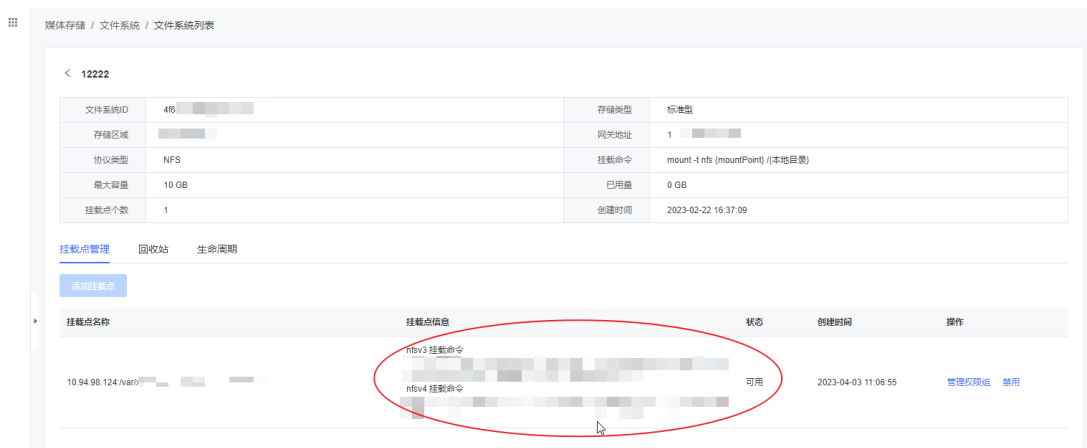 媒体存储 / 文件系统 / 文件系统列表
< 12222
文件系统ID 4f6 存储类型 标准型
存储区域 网关地址 1
协议类型 NFS 挂载命令 mount -t nfs {mountPoint} /{本地目录}
最大容量 10 GB 已用量 0 GB
挂载点个数 1 创建时间 2023-02-22 16:37:09
挂载点管理 回收站 生命周期
添加挂载点
挂载点名称 挂载点信息 状态 创建时间 操作
nfsv3 挂载命令
10.94.98.124:/var/ 可用 2023-04-03 11:06:55 管理权限组 禁用
nfsv4 挂载命令